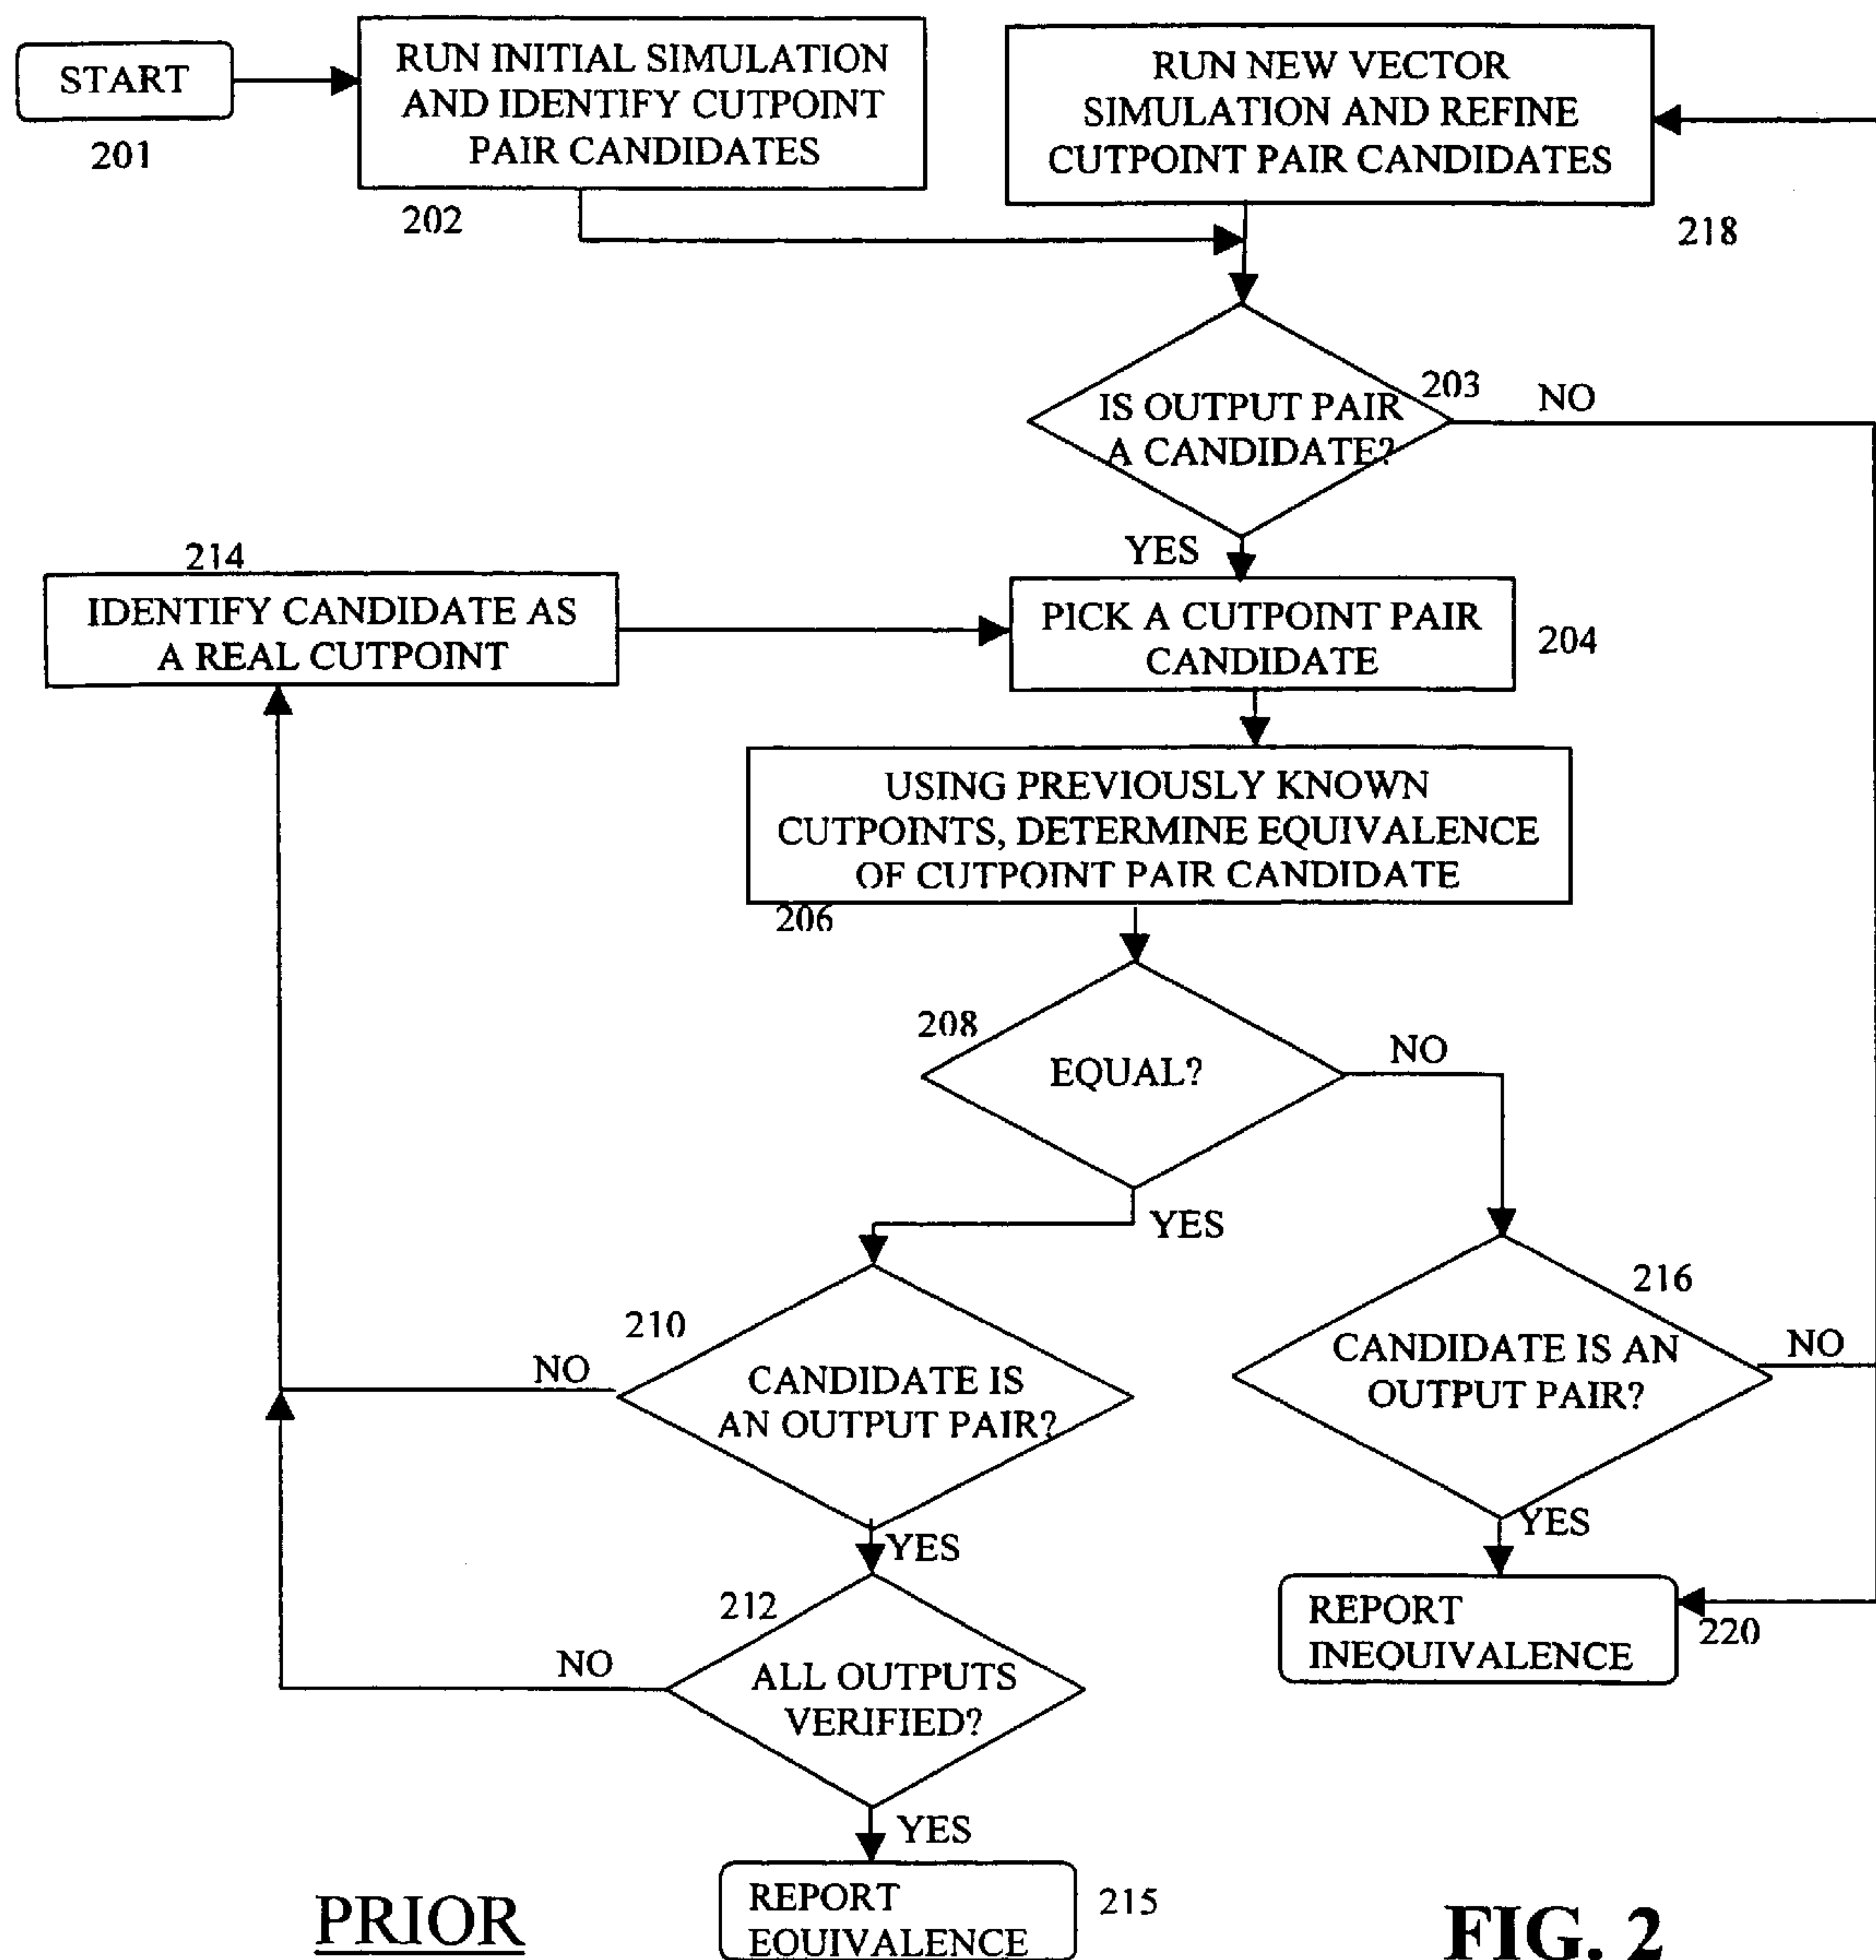 START
201
RUN INITIAL SIMULATION
AND IDENTIFY CUTPOINT
PAIR CANDIDATES
202
RUN NEW VECTOR
SIMULATION AND REFINE
CUTPOINT PAIR CANDIDATES
218
203
NO
IS OUTPUT PAIR
A CANDIDATE?
YES
214
IDENTIFY CANDIDATE AS
A REAL CUTPOINT
PICK A CUTPOINT PAIR
CANDIDATE
204
USING PREVIOUSLY KNOWN
CUTPOINTS, DETERMINE EQUIVALENCE
OF CUTPOINT PAIR CANDIDATE
206
208
EQUAL?
NO
YES
210
NO
CANDIDATE IS
AN OUTPUT PAIR?
YES
216
CANDIDATE IS AN
OUTPUT PAIR?
NO
YES
212
NO
ALL OUTPUTS
VERIFIED?
YES
REPORT
INEQUIVALENCE
220
REPORT
EQUIVALENCE
215
PRIOR
FIG. 2